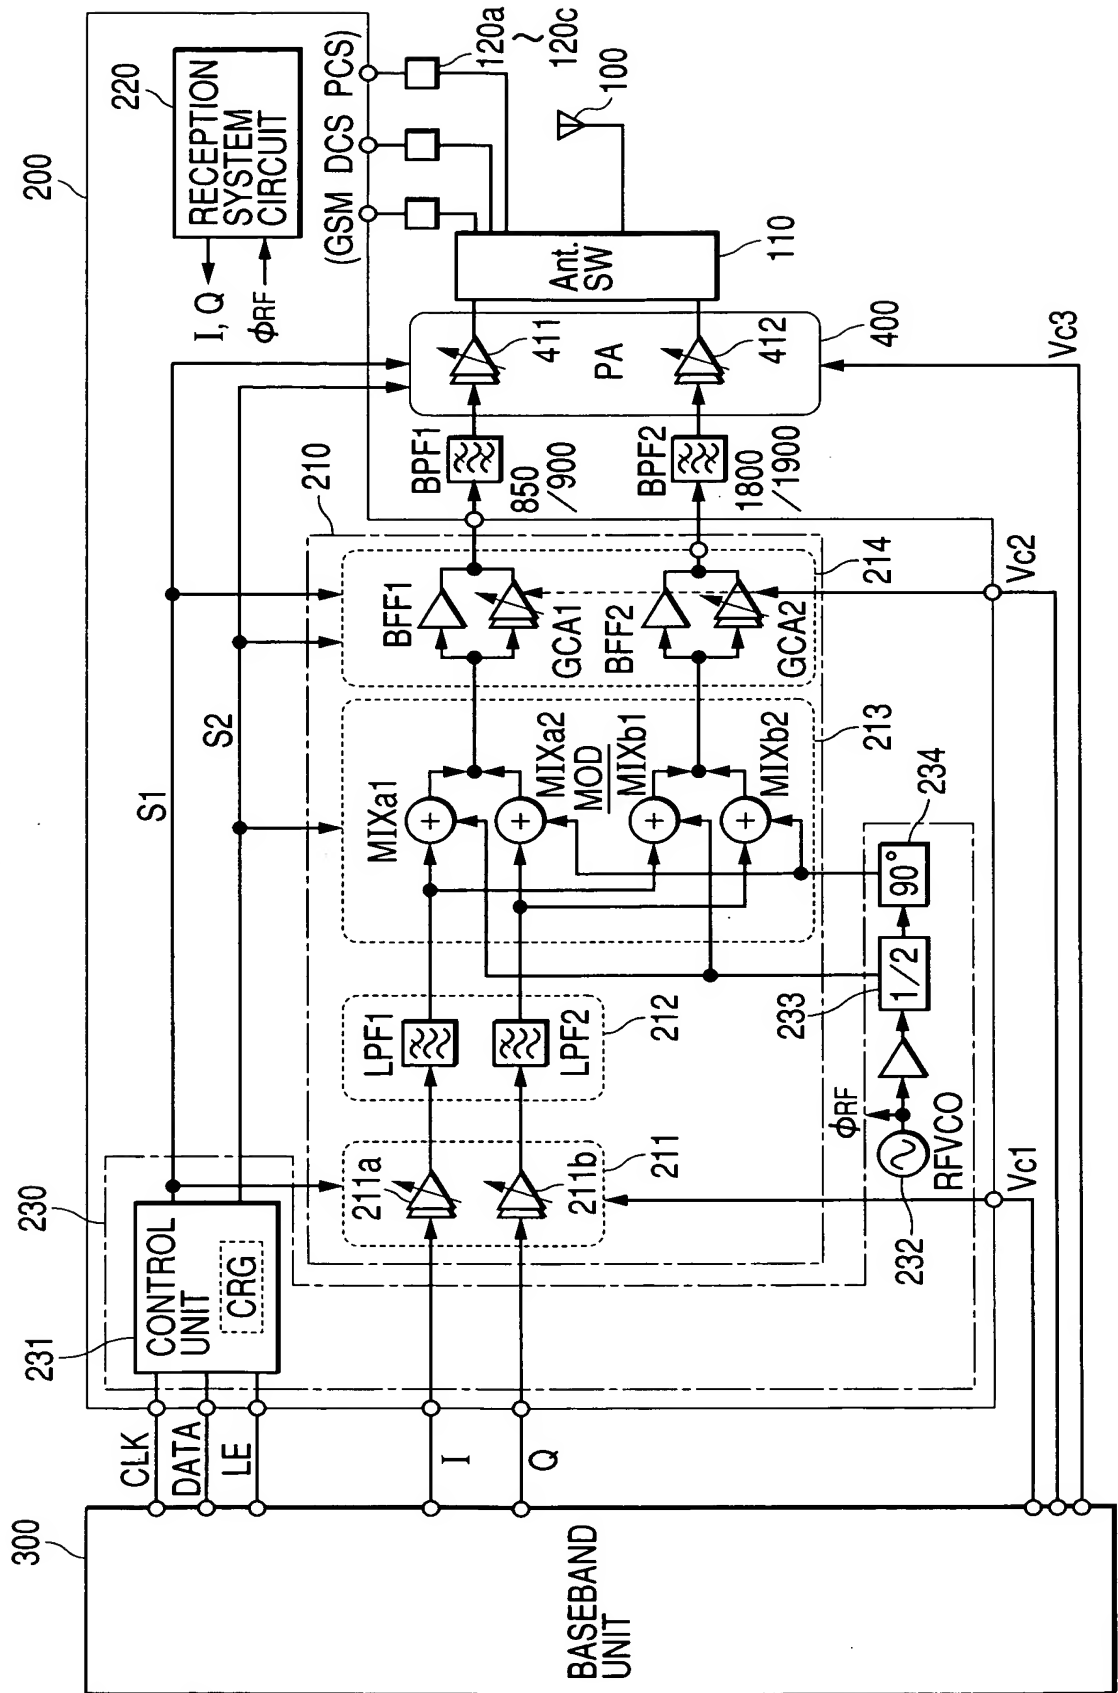 200
220
RECEPTION
SYSTEM
CIRCUIT
I, Q
ϕRF
(GSM DCS PCS)
120a
~
120c
100
Ant.
SW
110
S1
S2
210
BPF1
850
/900
BPF2
1800
/1900
PA
411
412
400
Vc3
230
231
CONTROL
UNIT
CRG
211a
211b
211
LPF1
LPF2
212
MIXa1
MIXa2
MOD
MIXb1
MIXb2
213
BFF1
GCA1
BFF2
GCA2
214
Vc2
234
90°
233
1/2
ϕRF
RFVCO
232
Vc1
CLK
DATA
LE
I
Q
300
BASEBAND
UNIT